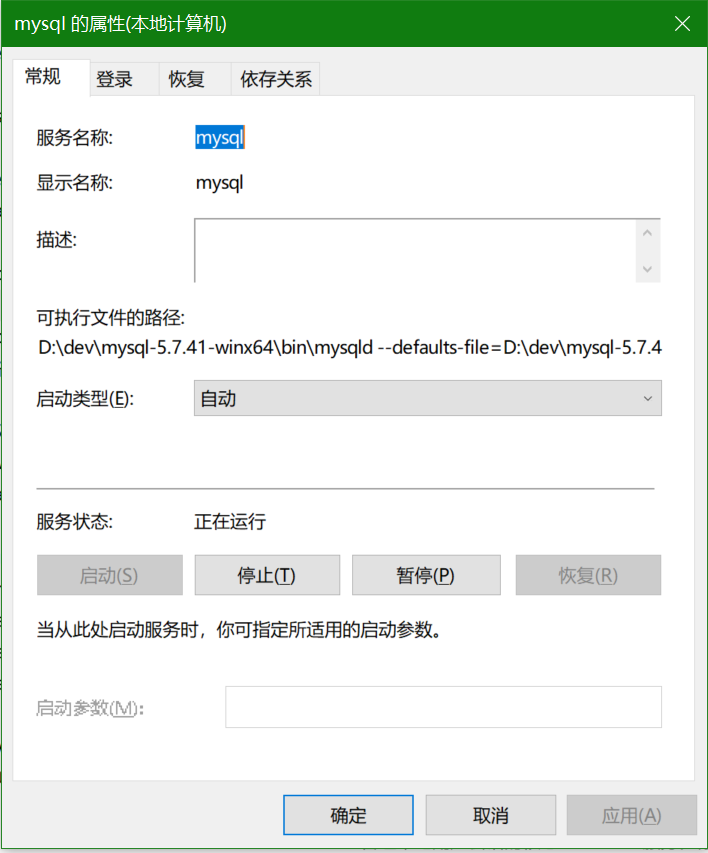 mysql 的属性(本地计算机)
常规 登录 恢复 依存关系
服务名称: mysql
显示名称: mysql
描述:
可执行文件的路径:
D:\dev\mysql-5.7.41-winx64\bin\mysqld --defaults-file=D:\dev\mysql-5.7.4
启动类型(E): 自动
服务状态: 正在运行
启动(S) 停止(T) 暂停(P) 恢复(R)
当从此处启动服务时，你可指定所适用的启动参数。
启动参数(M):
确定 取消 应用(A)